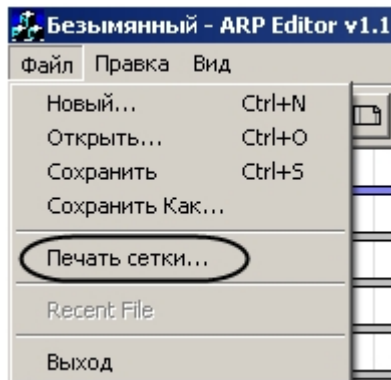 Безымянный - ARP Editor v1.1
Файл Правка Вид
Новый... Ctrl+N
Открыть... Ctrl+O
Сохранить Ctrl+S
Сохранить Как...
Печать сетки...
Recent File
Выход